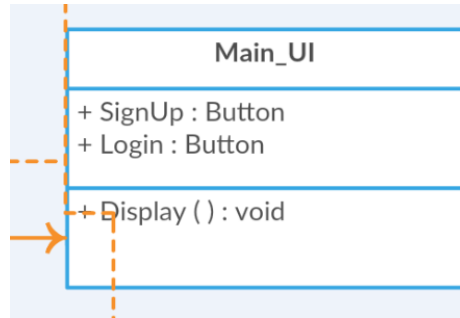 Main_UI
+ SignUp : Button
+ Login : Button
+ Display ( ) : void